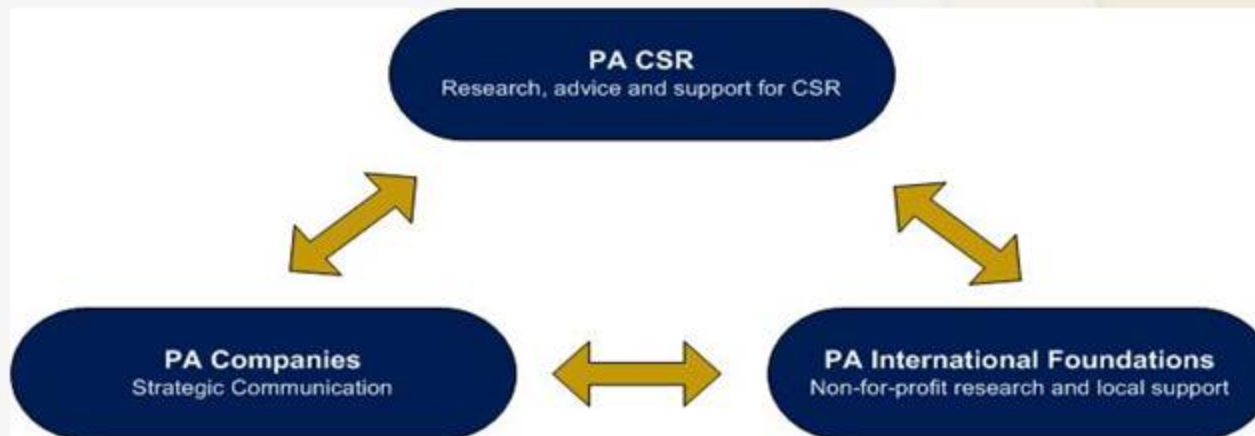 PA CSR
Research, advice and support for CSR
PA Companies
Strategic Communication
PA International Foundations
Non-for-profit research and local support